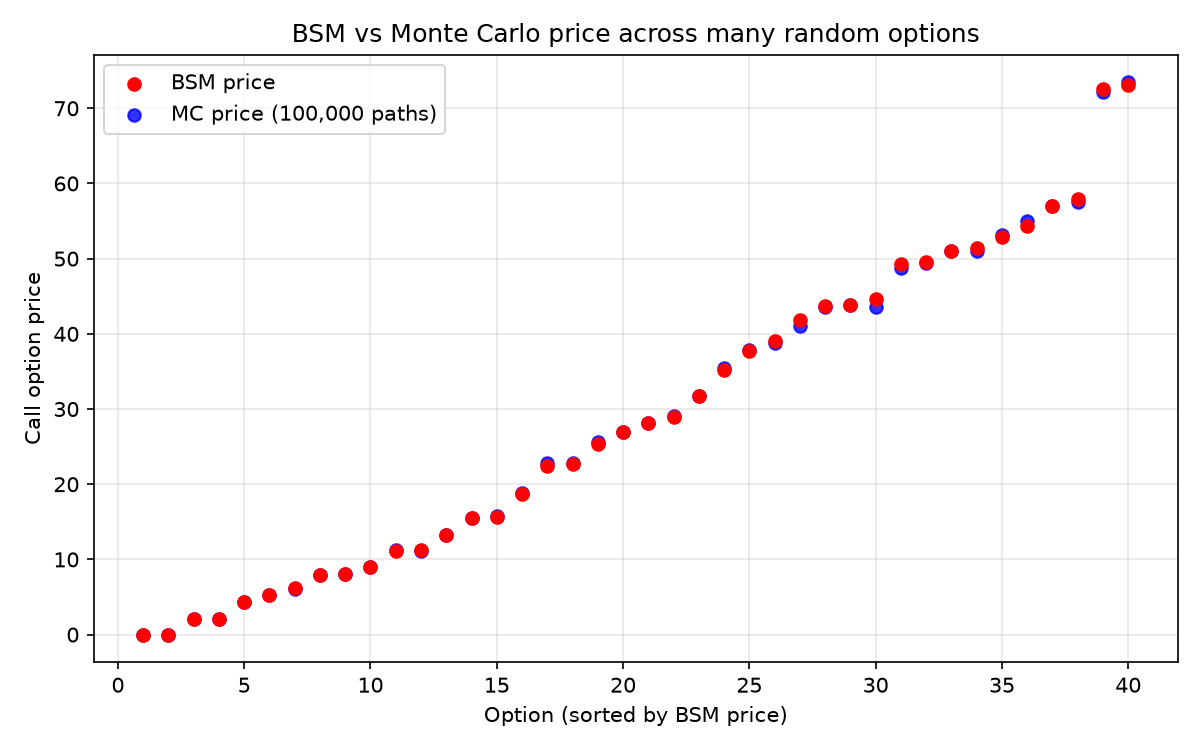 BSM vs Monte Carlo price across many random options
BSM price
MC price (100,000 paths)
Call option price
70
60
50
40
30
20
10
0
0 5 10 15 20 25 30 35 40
Option (sorted by BSM price)